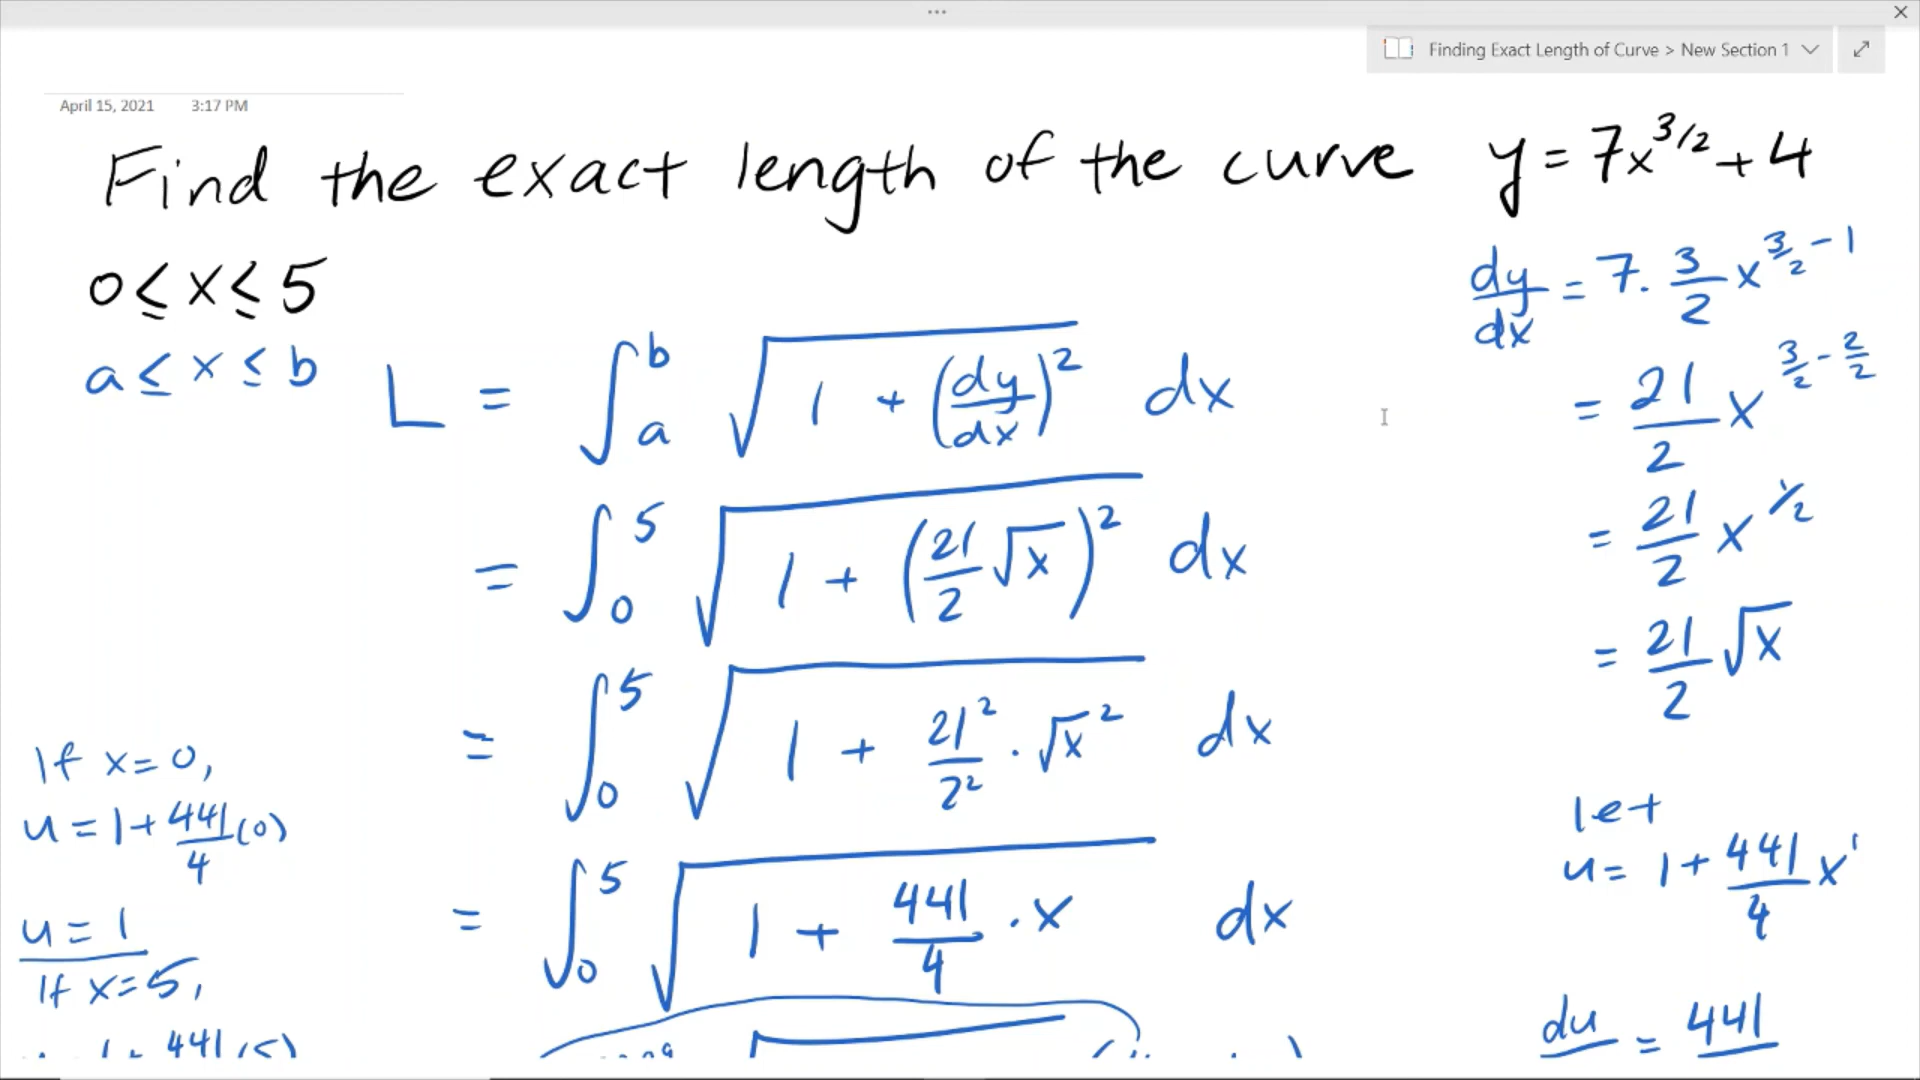 Finding Exact Length of Curve > New Section 1
April 15, 2021 3:17 PM
Find the exact length of the curve y = 7x^{3/2} + 4
0 ≤ x ≤ 5
a ≤ x ≤ b
L = ∫_a^b √(1 + (dy/dx)^2) dx
= ∫_0^5 √(1 + (21/2 √x)^2) dx
= ∫_0^5 √(1 + 21^2/2^2 · √x^2) dx
= ∫_0^5 √(1 + 441/4 · x) dx
dy/dx = 7 · 3/2 x^{3/2 - 1}
= 21/2 x^{3/2 - 2/2}
= 21/2 x^{1/2}
= 21/2 √x
let
u = 1 + 441/4 x^1
du = 441
If x = 0,
u = 1 + 441/4 (0)
u = 1
If x = 5,
441 (5)